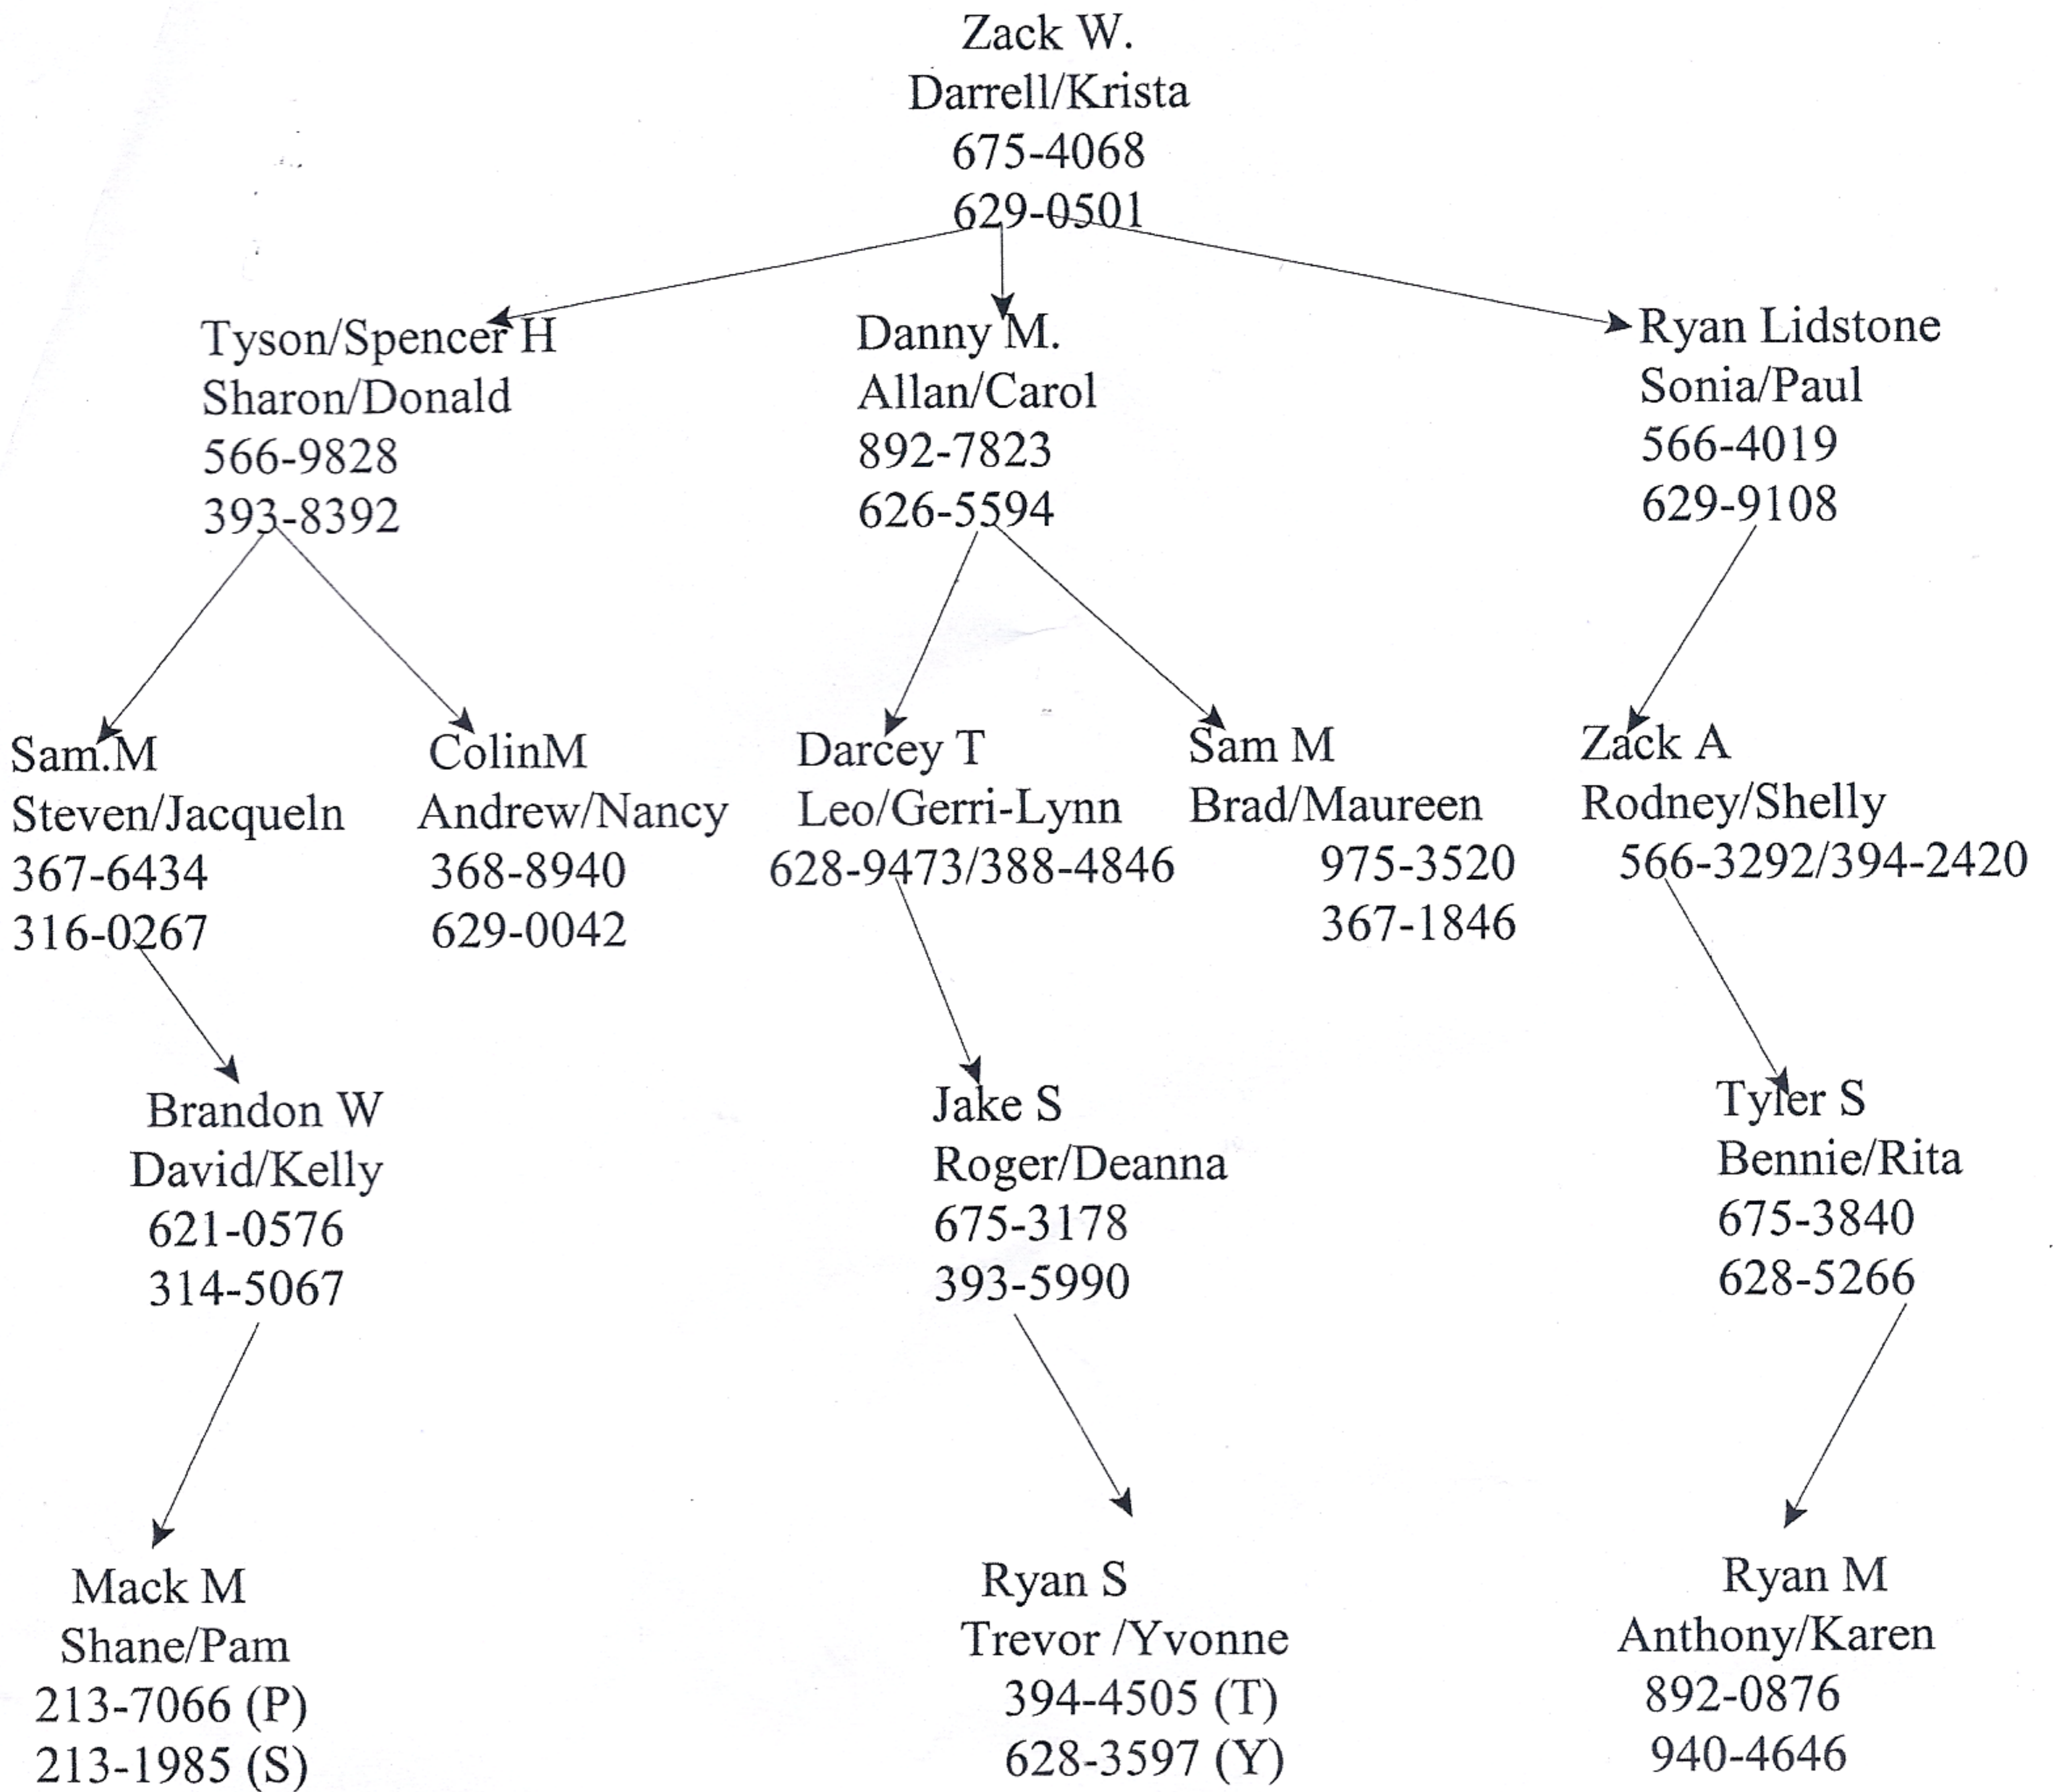 Zack W.
Darrell/Krista
675-4068
629-0501
Tyson/Spencer H
Sharon/Donald
566-9828
393-8392
Danny M.
Allan/Carol
892-7823
626-5594
Ryan Lidstone
Sonia/Paul
566-4019
629-9108
Sam.M
Steven/Jacqueln
367-6434
316-0267
ColinM
Andrew/Nancy
368-8940
629-0042
Darcey T
Leo/Gerri-Lynn
628-9473/388-4846
Sam M
Brad/Maureen
975-3520
367-1846
Zack A
Rodney/Shelly
566-3292/394-2420
Brandon W
David/Kelly
621-0576
314-5067
Jake S
Roger/Deanna
675-3178
393-5990
Tyler S
Bennie/Rita
675-3840
628-5266
Mack M
Shane/Pam
213-7066 (P)
213-1985 (S)
Ryan S
Trevor /Yvonne
394-4505 (T)
628-3597 (Y)
Ryan M
Anthony/Karen
892-0876
940-4646